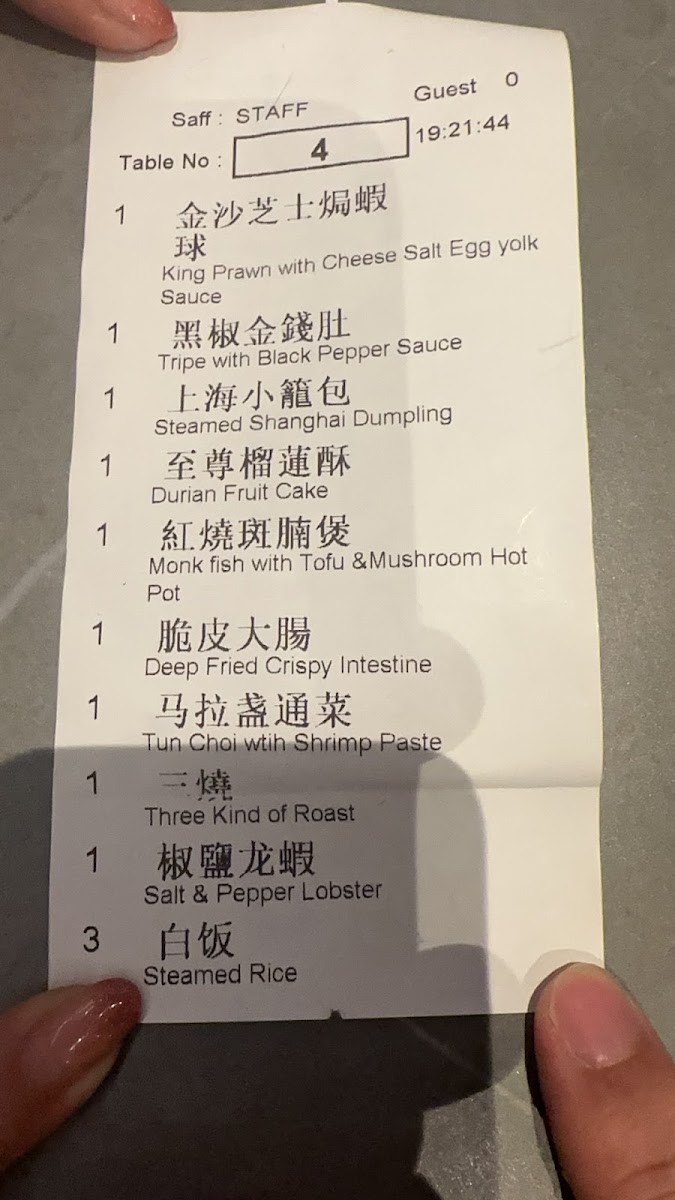 Guest 0
Saff : STAFF
Table No : 4 19:21:44
1 金沙芝士焗蝦
球
King Prawn with Cheese Salt Egg yolk
Sauce
1 黑椒金錢肚
Tripe with Black Pepper Sauce
1 上海小籠包
Steamed Shanghai Dumpling
1 至尊榴蓮酥
Durian Fruit Cake
1 紅燒斑腩煲
Monk fish with Tofu &Mushroom Hot
Pot
1 脆皮大腸
Deep Fried Crispy Intestine
1 马拉盏通菜
Tun Choi wtih Shrimp Paste
1 三燒
Three Kind of Roast
1 椒鹽龙蝦
Salt & Pepper Lobster
3 白饭
Steamed Rice